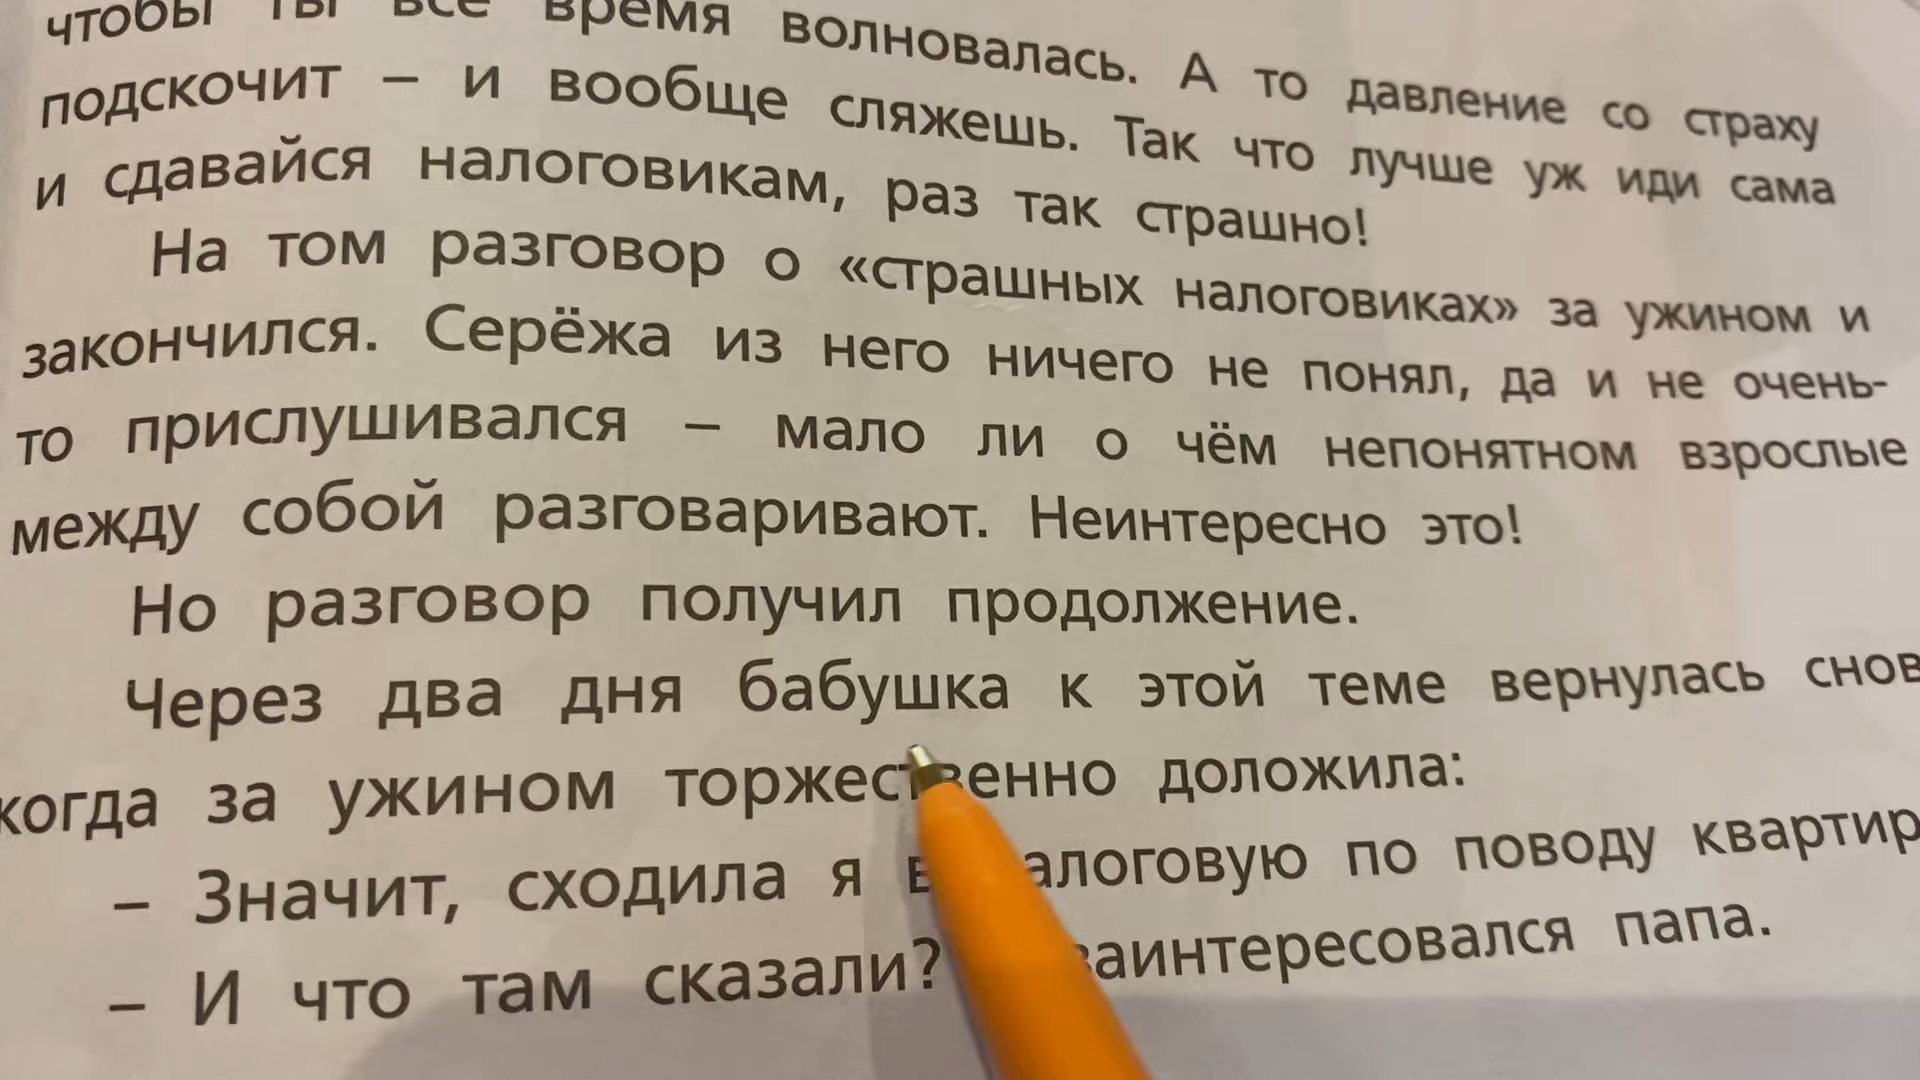 чтобы ты все время волновалась. А то давление со страху
подскочит – и вообще сляжешь. Так что лучше уж иди сама
и сдавайся налоговикам, раз так страшно!
На том разговор о «страшных налоговиках» за ужином и
закончился. Серёжа из него ничего не понял, да и не очень-
то прислушивался – мало ли о чём непонятном взрослые
между собой разговаривают. Неинтересно это!
Но разговор получил продолжение.
Через два дня бабушка к этой теме вернулась снов
когда за ужином торжественно доложила:
– Значит, сходила я в налоговую по поводу квартир
– И что там сказали? заинтересовался папа.